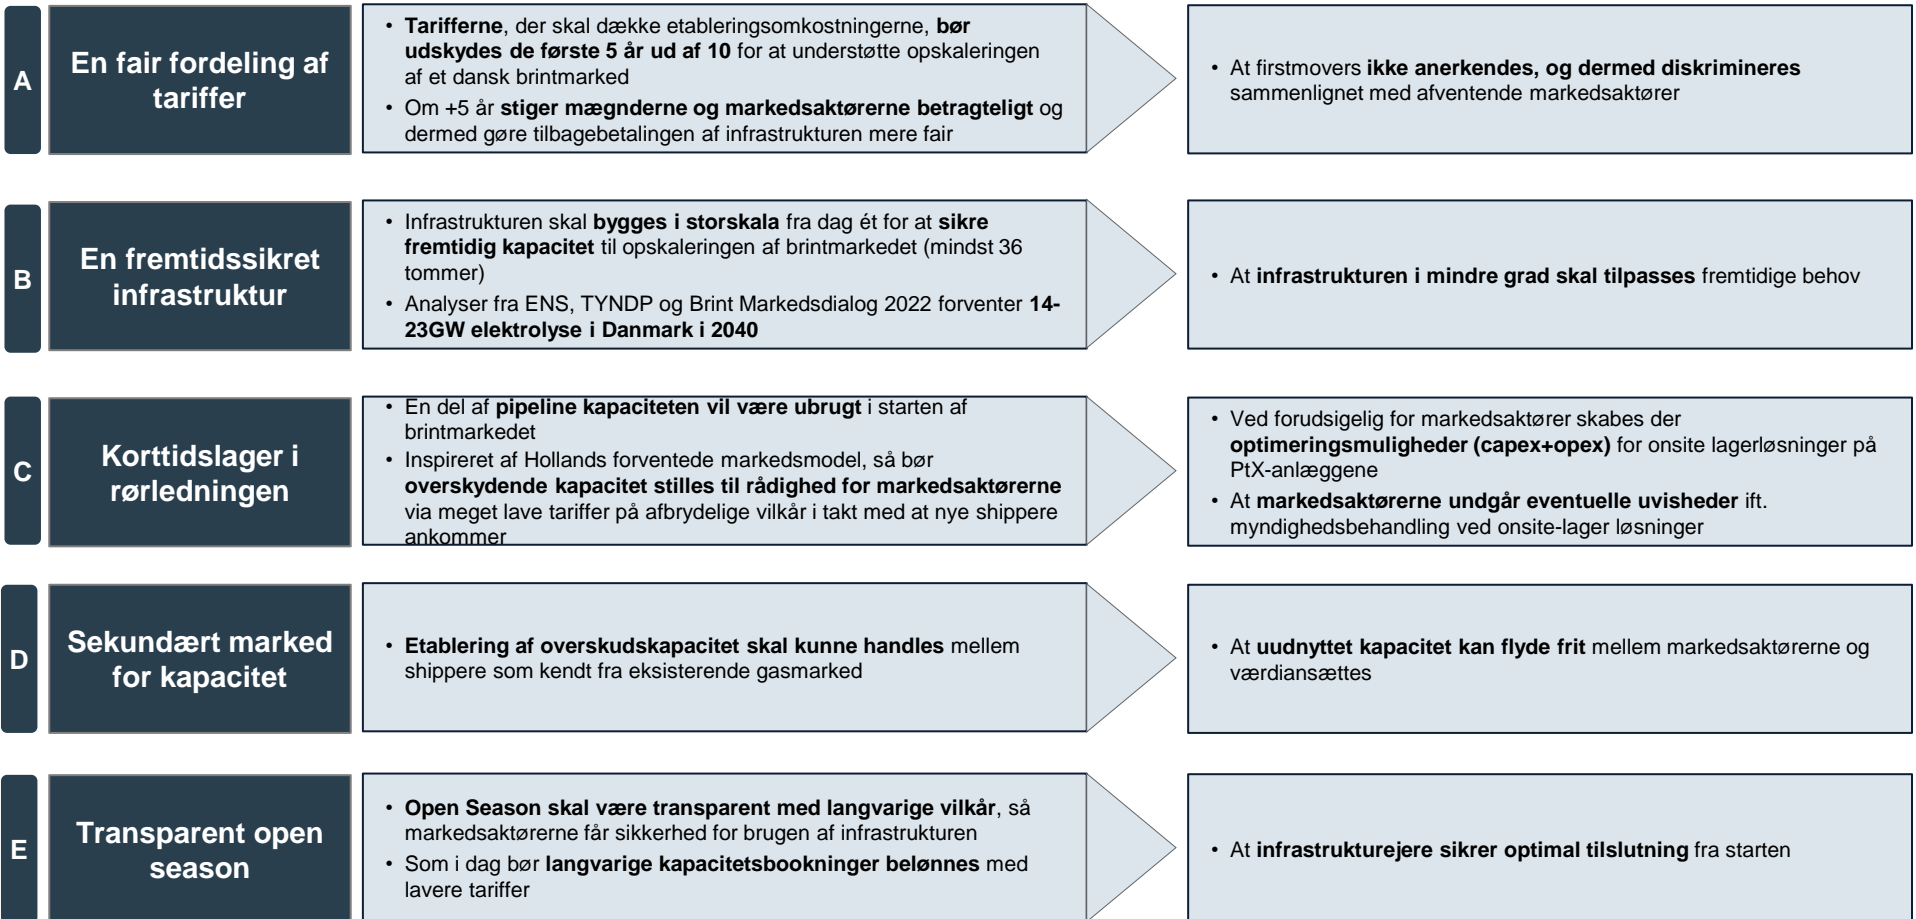 A
En fair fordeling af
tariffer
• Tarifferne, der skal dække etableringsomkostningerne, bør
udskydes de første 5 år ud af 10 for at understøtte opskaleringen
af et dansk brintmarked
• Om +5 år stiger mægnderne og markedsaktørerne betragteligt og
dermed gøre tilbagebetalingen af infrastrukturen mere fair
• At firstmovers ikke anerkendes, og dermed diskrimineres
sammenlignet med afventende markedsaktører
B
En fremtidssikret
infrastruktur
• Infrastrukturen skal bygges i storskala fra dag ét for at sikre
fremtidig kapacitet til opskaleringen af brintmarkedet (mindst 36
tommer)
• Analyser fra ENS, TYNDP og Brint Markedsdialog 2022 forventer 14-
23GW elektrolyse i Danmark i 2040
• At infrastrukturen i mindre grad skal tilpasses fremtidige behov
C
Korttidslager i
rørledningen
• En del af pipeline kapaciteten vil være ubrugt i starten af
brintmarkedet
• Inspireret af Hollands forventede markedsmodel, så bør
overskydende kapacitet stilles til rådighed for markedsaktørerne
via meget lave tariffer på afbrydelige vilkår i takt med at nye shippere
ankommer
• Ved forudsigelig for markedsaktører skabes der
optimeringsmuligheder (capex+opex) for onsite lagerløsninger på
PtX-anlæggene
• At markedsaktørerne undgår eventuelle uvisheder ift.
myndighedsbehandling ved onsite-lager løsninger
D
Sekundært marked
for kapacitet
• Etablering af overskudskapacitet skal kunne handles mellem
shippere som kendt fra eksisterende gasmarked
• At uudnyttet kapacitet kan flyde frit mellem markedsaktørerne og
værdiansættes
E
Transparent open
season
• Open Season skal være transparent med langvarige vilkår, så
markedsaktørerne får sikkerhed for brugen af infrastrukturen
• Som i dag bør langvarige kapacitetsbookninger belønnes med
lavere tariffer
• At infrastrukturejere sikrer optimal tilslutning fra starten